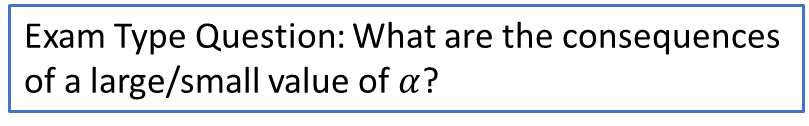 Exam Type Question: What are the consequences
of a large/small value of 𝛼?